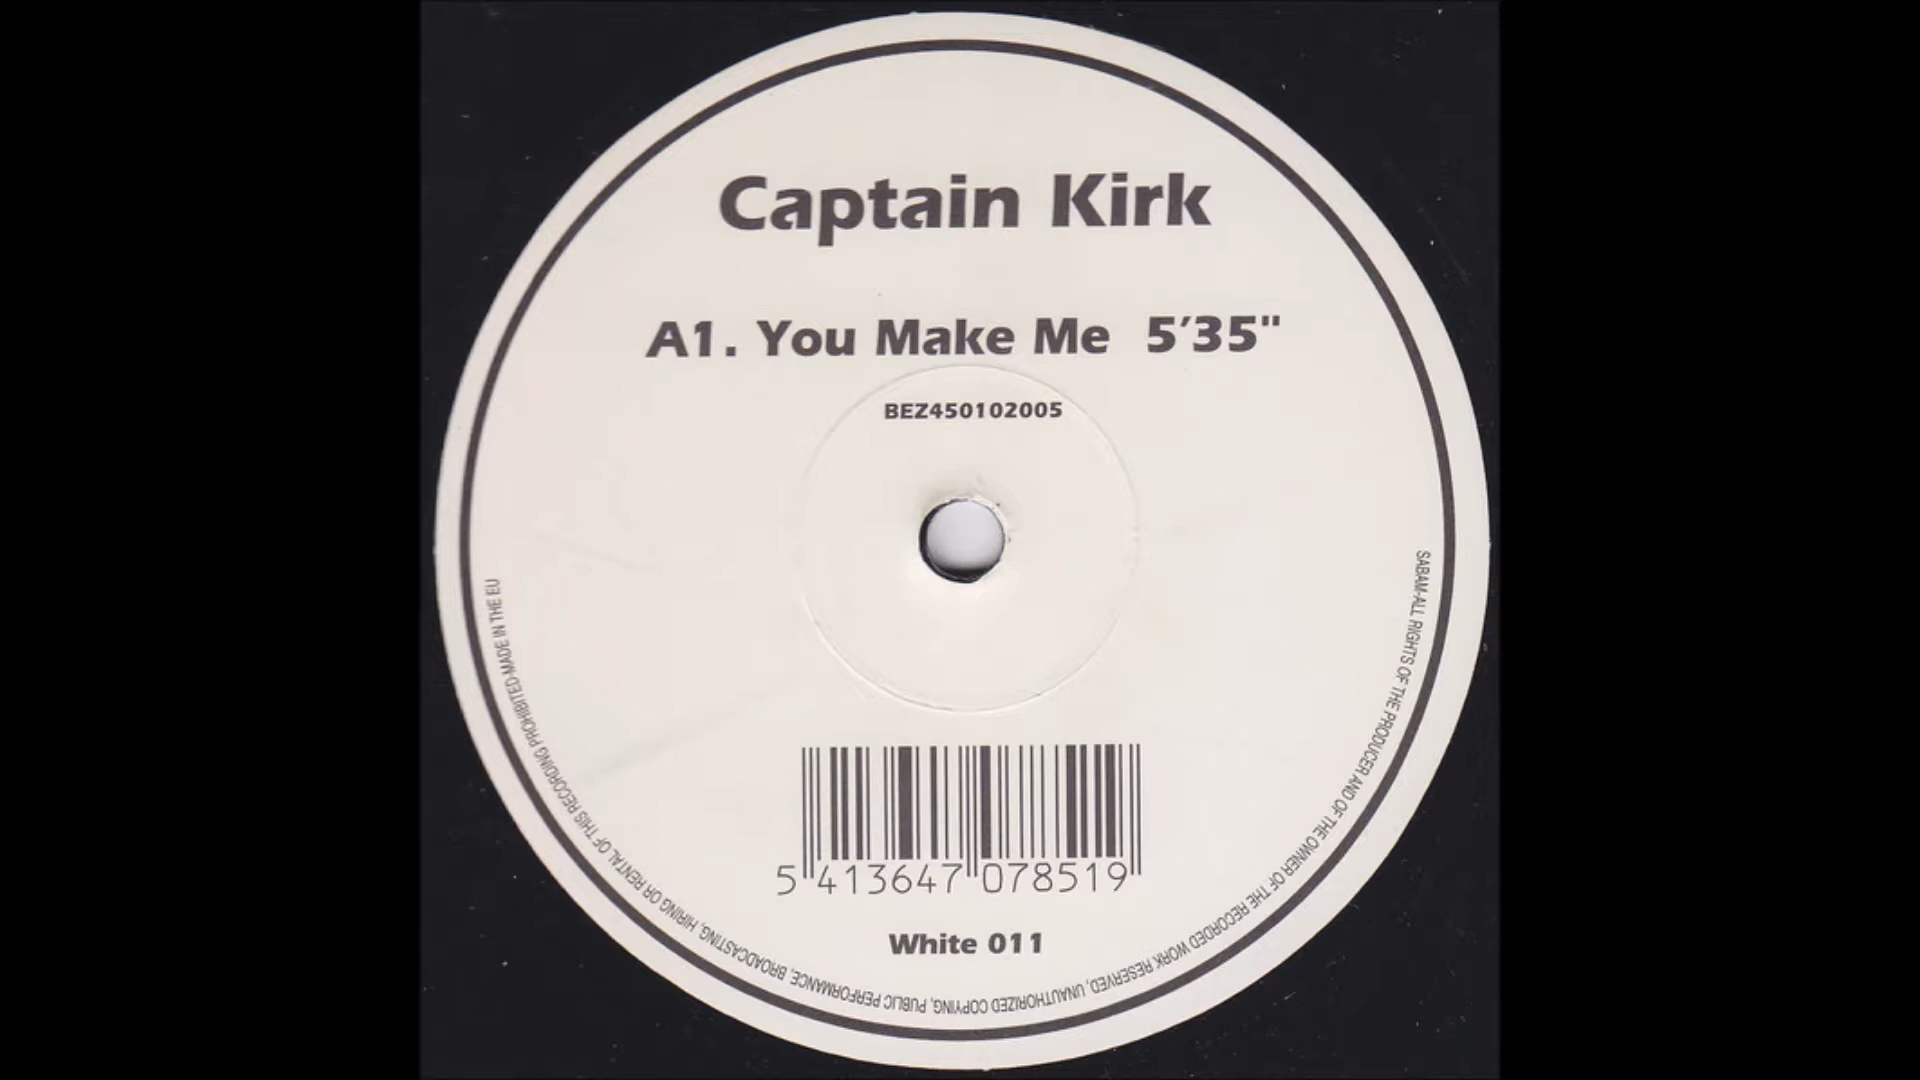 Captain Kirk
A1. You Make Me 5'35"
BEZ450102005
5 413647 078519
White 011
SABAM-ALL RIGHTS OF THE PRODUCER AND OF THE OWNER OF THE RECORDED WORK RESERVED, UNAUTHORIZED COPYING, PUBLIC PERFORMANCE, BROADCASTING, HIRING OR RENTAL OF THIS RECORDING PROHIBITED-MADE IN THE EU